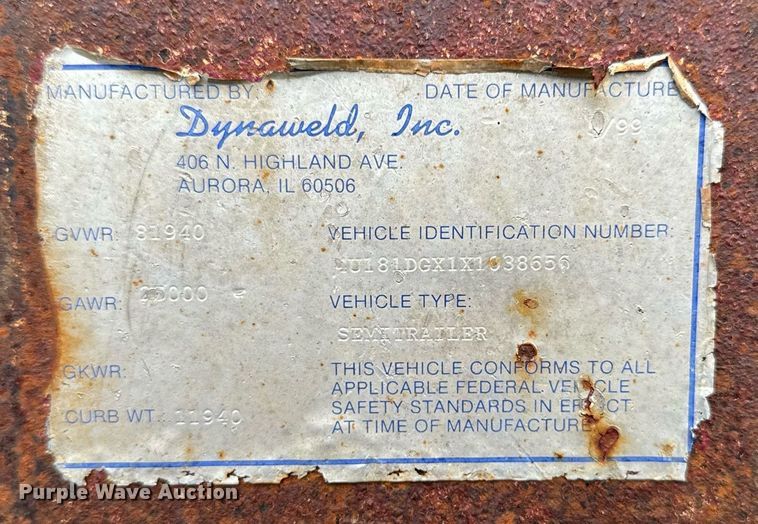 MANUFACTURED BY: DATE OF MANUFACTURE
Dynaweld, Inc. /99
406 N. HIGHLAND AVE.
AURORA, IL 60506
GVWR: 81940 VEHICLE IDENTIFICATION NUMBER:
4U181DGX1X1038656
GAWR: VEHICLE TYPE:
SEMITRAILER
GKWR: THIS VEHICLE CONFORMS TO ALL
APPLICABLE FEDERAL VEHICLE
CURB WT. 11940 SAFETY STANDARDS IN EFFECT
AT TIME OF MANUFACTURE
Purple Wave Auction